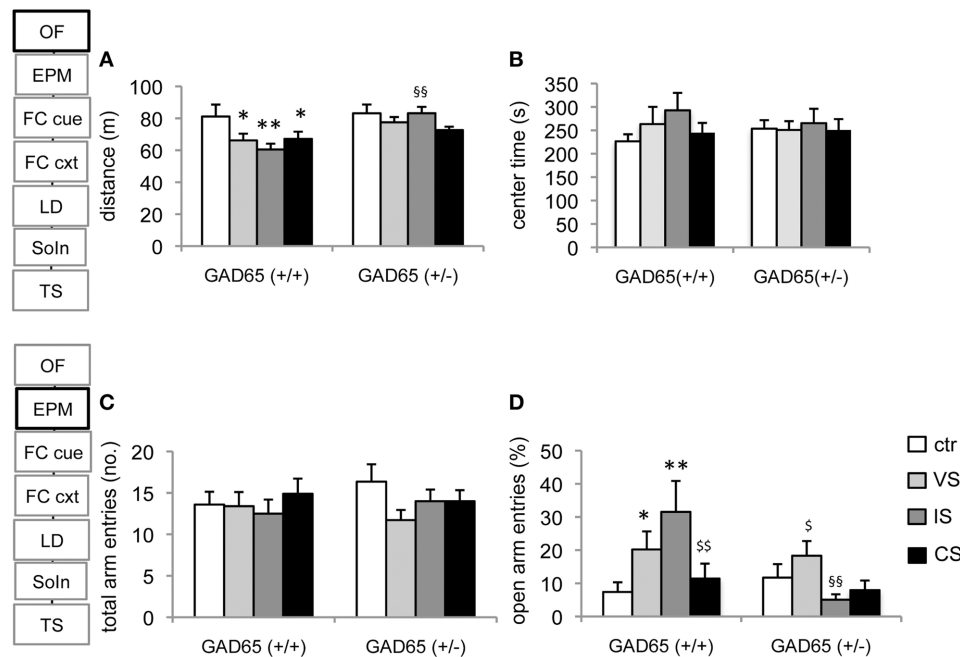 OF
EPM
FC cue
FC cxt
LD
SoIn
TS
A
distance (m)
100
80
60
40
20
0
*
**
*
§§
GAD65 (+/+)
GAD65 (+/-)
B
center time (s)
350
300
250
200
150
100
50
0
GAD65(+/+)
GAD65(+/-)
OF
EPM
FC cue
FC cxt
LD
SoIn
TS
C
total arm entries (no.)
20
15
10
5
0
GAD65 (+/+)
GAD65 (+/-)
D
open arm entries (%)
50
40
30
20
10
0
*
**
$$
$
§§
GAD65 (+/+)
GAD65 (+/-)
ctr
VS
IS
CS